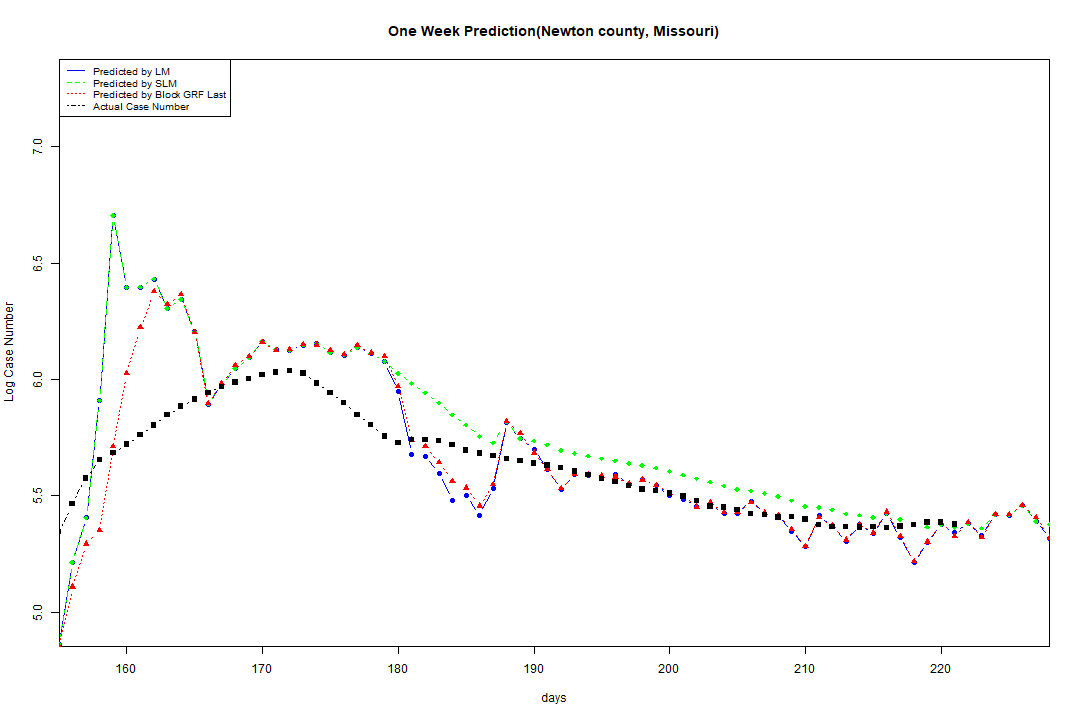 One Week Prediction(Newton county, Missouri)
Predicted by LM
Predicted by SLM
Predicted by Block GRF Last
Actual Case Number
7.0
6.5
6.0
5.5
5.0
Log Case Number
160 170 180 190 200 210 220
days